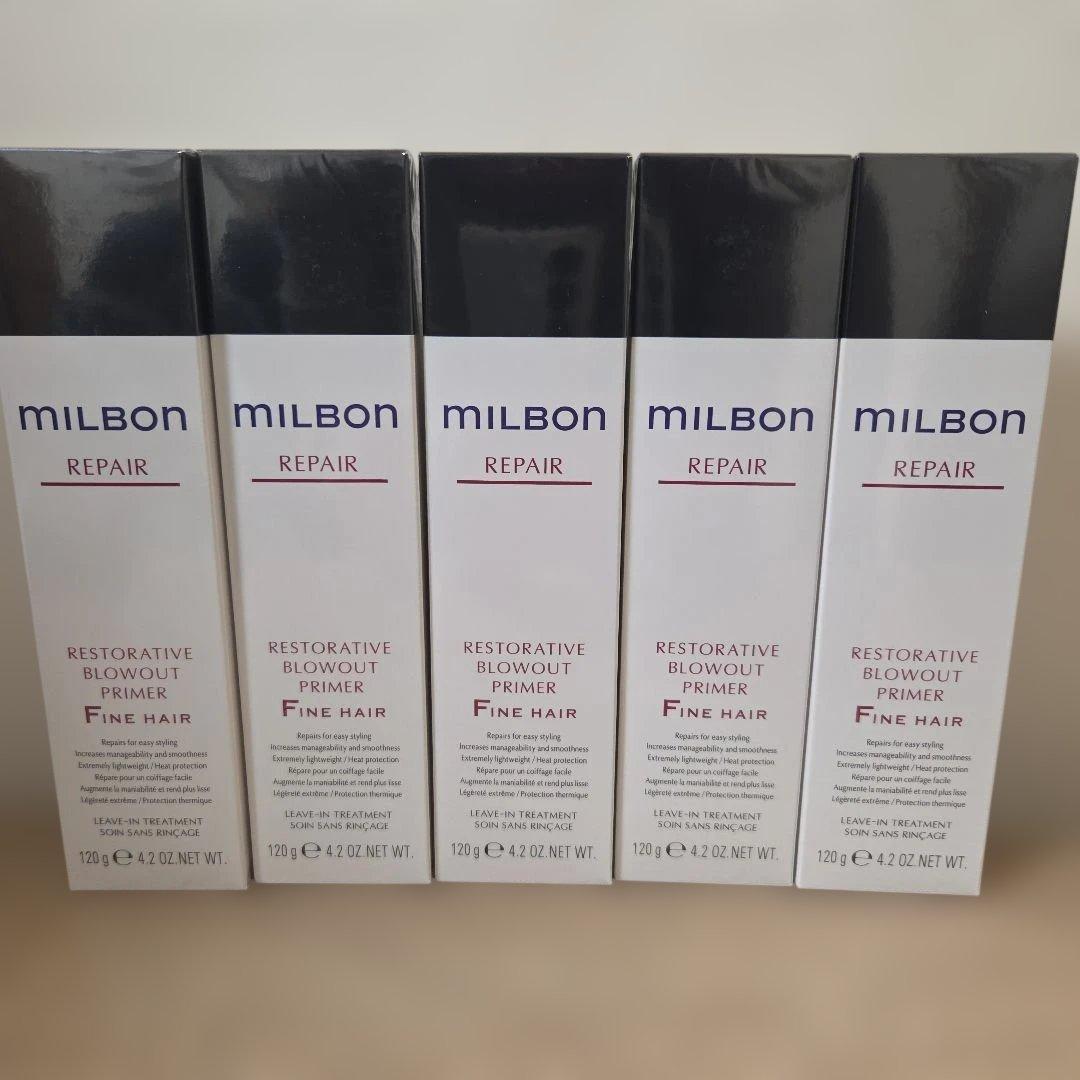 mILBon
REPAIR
RESTORATIVE
BLOWOUT
PRIMER
FINE HAIR
Repairs for easy styling
Increases manageability and smoothness
Extremely lightweight / Heat protection
Répare pour un coiffage facile
Augmente la maniabilité et rend plus lisse
Légèreté extrême / Protection thermique
LEAVE-IN TREATMENT
SOIN SANS RINÇAGE
120 g ℮ 4.2 OZ.NET WT.
mILBon
REPAIR
RESTORATIVE
BLOWOUT
PRIMER
FINE HAIR
Repairs for easy styling
Increases manageability and smoothness
Extremely lightweight / Heat protection
Répare pour un coiffage facile
Augmente la maniabilité et rend plus lisse
Légèreté extrême / Protection thermique
LEAVE-IN TREATMENT
SOIN SANS RINÇAGE
120 g ℮ 4.2 OZ.NET WT.
mILBon
REPAIR
RESTORATIVE
BLOWOUT
PRIMER
FINE HAIR
Repairs for easy styling
Increases manageability and smoothness
Extremely lightweight / Heat protection
Répare pour un coiffage facile
Augmente la maniabilité et rend plus lisse
Légèreté extrême / Protection thermique
LEAVE-IN TREATMENT
SOIN SANS RINÇAGE
120 g ℮ 4.2 OZ.NET WT.
mILBon
REPAIR
RESTORATIVE
BLOWOUT
PRIMER
FINE HAIR
Repairs for easy styling
Increases manageability and smoothness
Extremely lightweight / Heat protection
Répare pour un coiffage facile
Augmente la maniabilité et rend plus lisse
Légèreté extrême / Protection thermique
LEAVE-IN TREATMENT
SOIN SANS RINÇAGE
120 g ℮ 4.2 OZ.NET WT.
mILBon
REPAIR
RESTORATIVE
BLOWOUT
PRIMER
FINE HAIR
Repairs for easy styling
Increases manageability and smoothness
Extremely lightweight / Heat protection
Répare pour un coiffage facile
Augmente la maniabilité et rend plus lisse
Légèreté extrême / Protection thermique
LEAVE-IN TREATMENT
SOIN SANS RINÇAGE
120 g ℮ 4.2 OZ.NET WT.